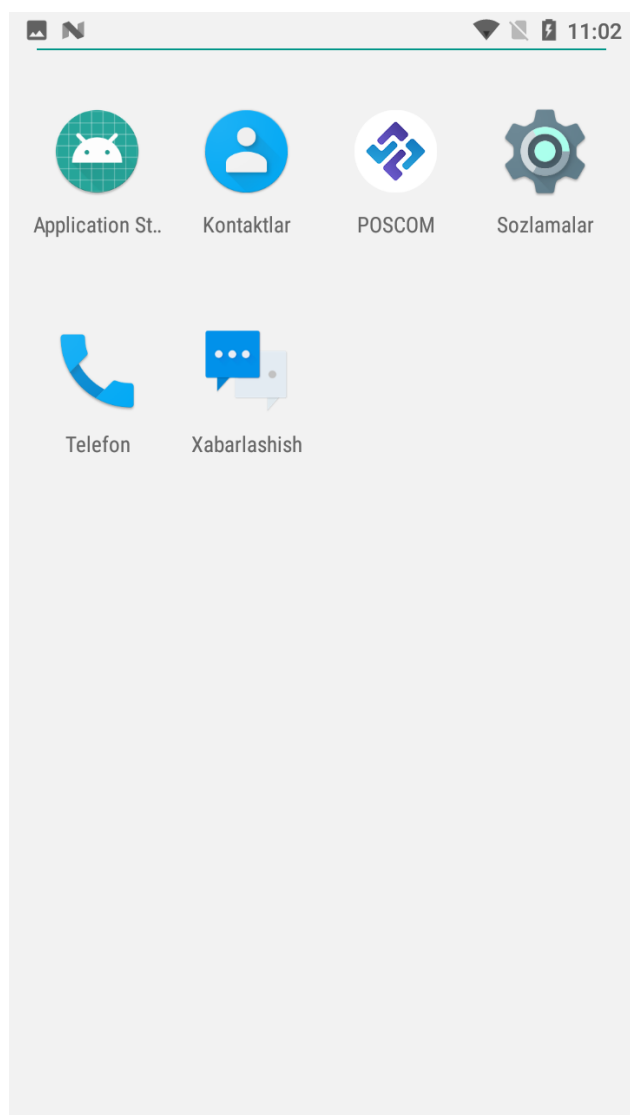 11:02
Application St..
Kontaktlar
POSCOM
Sozlamalar
Telefon
Xabarlashish